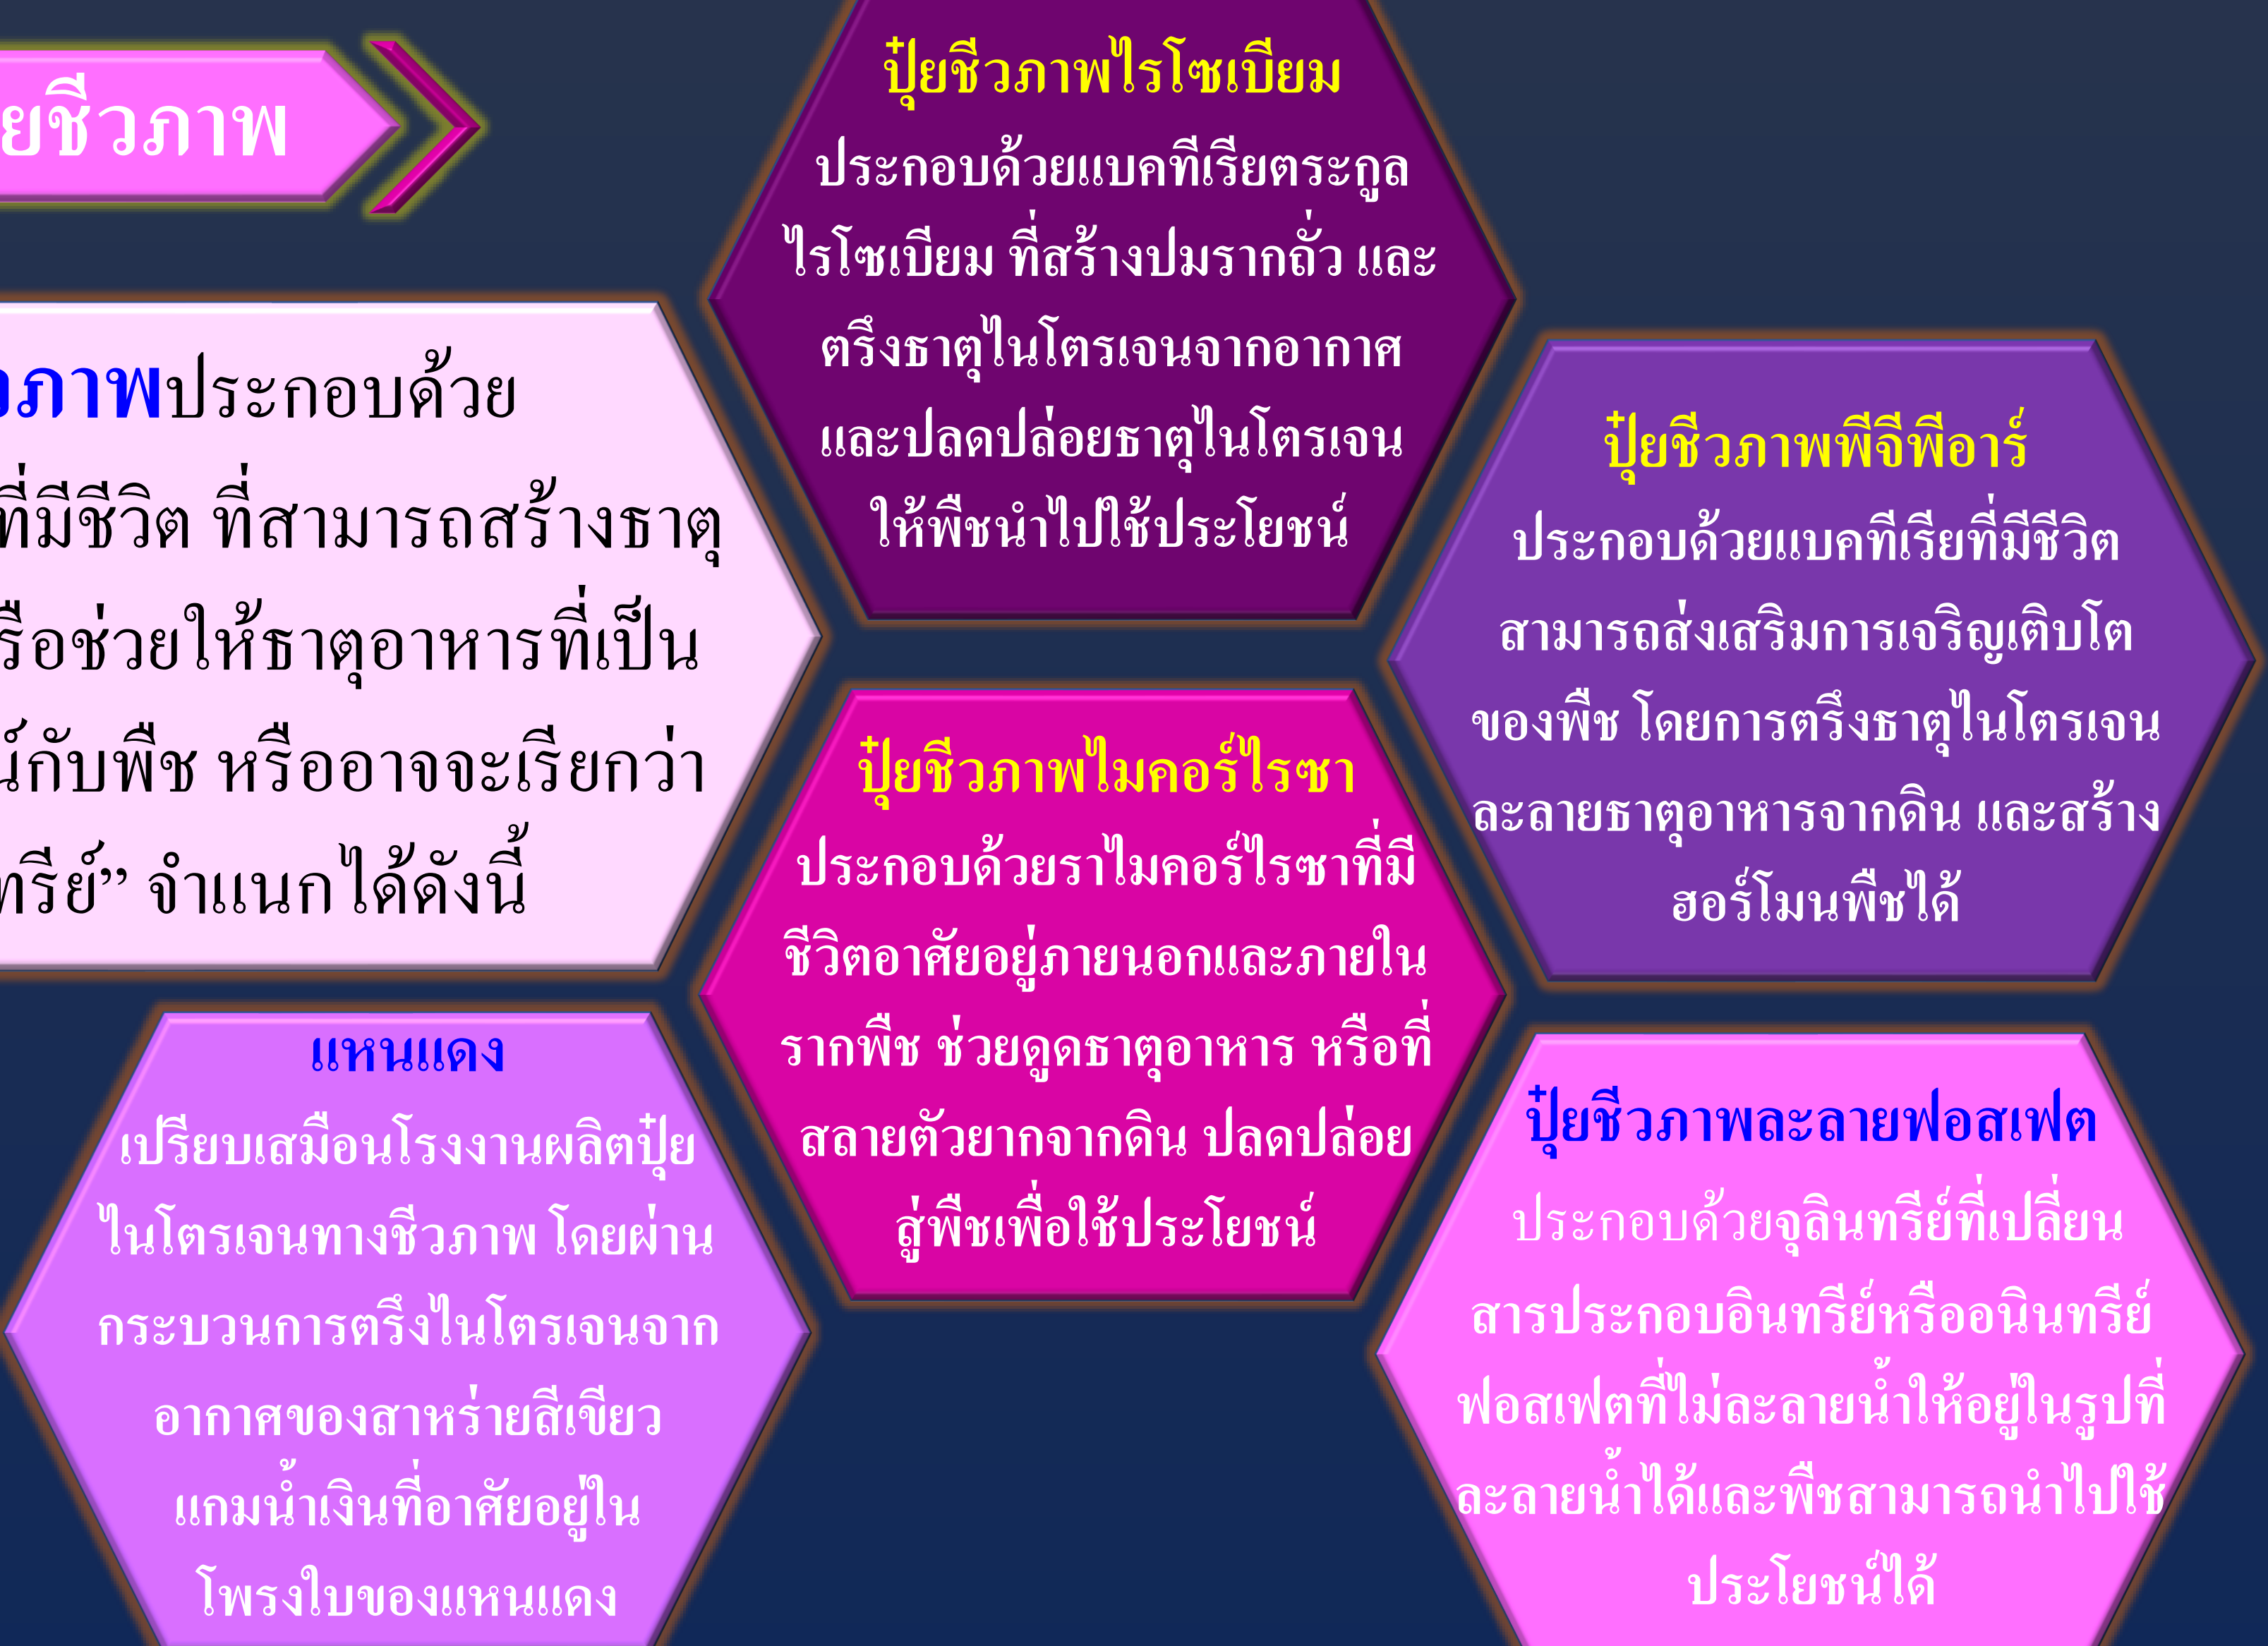 ยชีวภาพ
วภาพประกอบด้วย
ที่มีชีวิต ที่สามารถสร้างธาตุ
รือช่วยให้ธาตุอาหารที่เป็น
น์กับพืช หรืออาจจะเรียกว่า
ทรีย์” จำแนกได้ดังนี้
ปุ๋ยชีวภาพไรโซเบียม
ประกอบด้วยแบคทีเรียตระกูล
ไรโซเบียม ที่สร้างปมรากถั่ว และ
ตรึงธาตุไนโตรเจนจากอากาศ
และปลดปล่อยธาตุไนโตรเจน
ให้พืชนำไปใช้ประโยชน์
ปุ๋ยชีวภาพพีจีพีอาร์
ประกอบด้วยแบคทีเรียที่มีชีวิต
สามารถส่งเสริมการเจริญเติบโต
ของพืช โดยการตรึงธาตุไนโตรเจน
ละลายธาตุอาหารจากดิน และสร้าง
ฮอร์โมนพืชได้
ปุ๋ยชีวภาพไมคอร์ไรซา
ประกอบด้วยราไมคอร์ไรซาที่มี
ชีวิตอาศัยอยู่ภายนอกและภายใน
รากพืช ช่วยดูดธาตุอาหาร หรือที่
สลายตัวยากจากดิน ปลดปล่อย
สู่พืชเพื่อใช้ประโยชน์
แหนแดง
เปรียบเสมือนโรงงานผลิตปุ๋ย
ไนโตรเจนทางชีวภาพ โดยผ่าน
กระบวนการตรึงไนโตรเจนจาก
อากาศของสาหร่ายสีเขียว
แกมน้ำเงินที่อาศัยอยู่ใน
โพรงใบของแหนแดง
ปุ๋ยชีวภาพละลายฟอสเฟต
ประกอบด้วยจุลินทรีย์ที่เปลี่ยน
สารประกอบอินทรีย์หรืออนินทรีย์
ฟอสเฟตที่ไม่ละลายน้ำให้อยู่ในรูปที่
ละลายน้ำได้และพืชสามารถนำไปใช้
ประโยชน์ได้